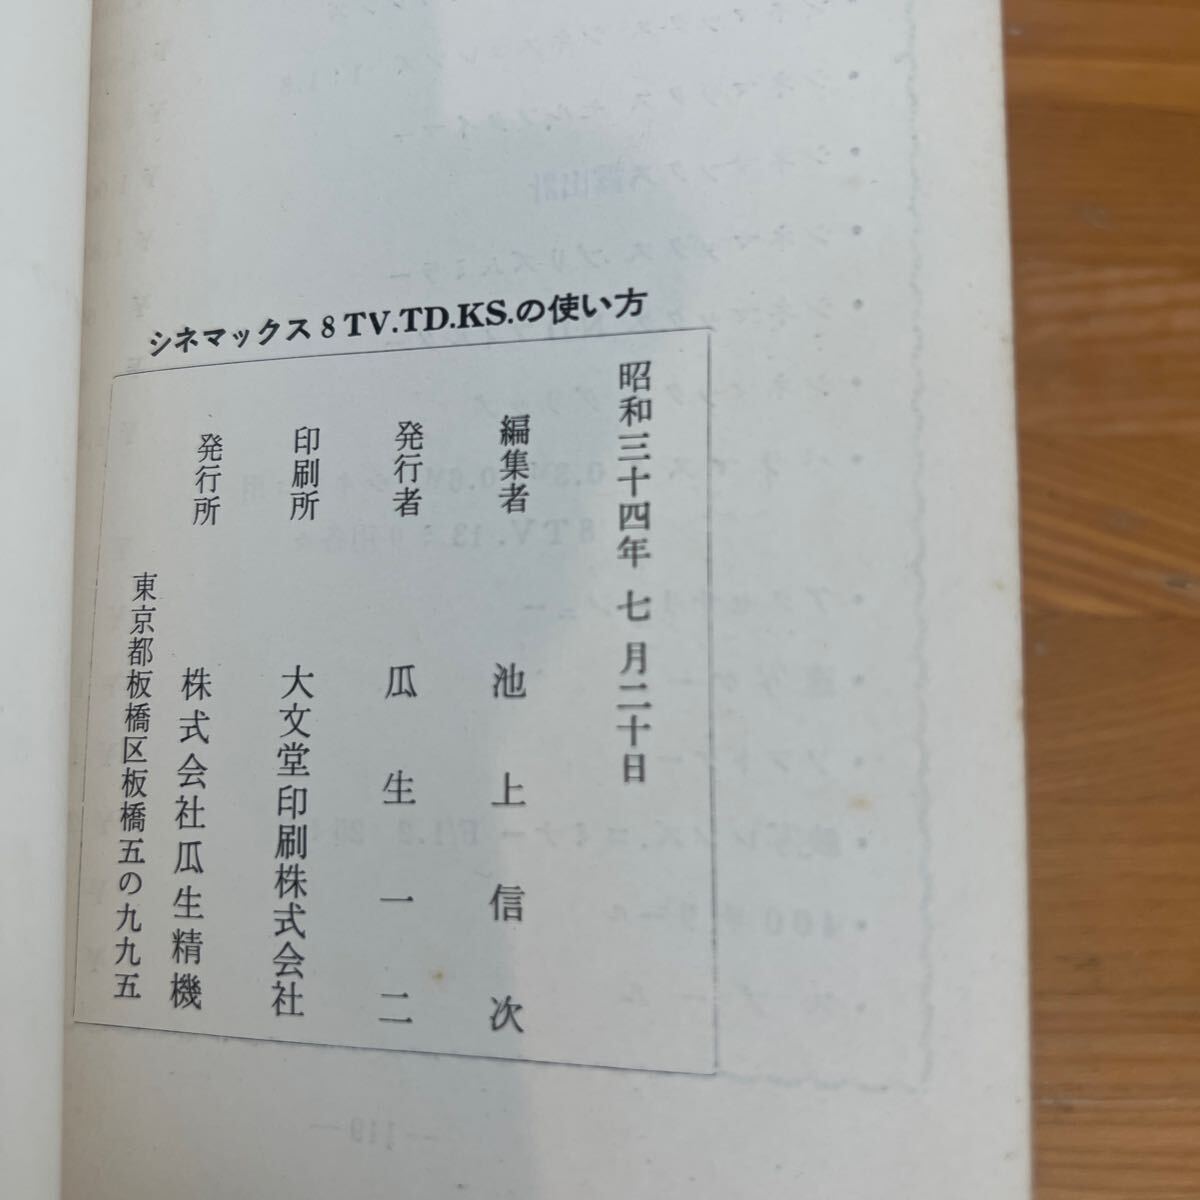 シネマックス8TV.TD.KS.の使い方
昭和三十四年 七月二十日
編集者 池上信次
発行者 瓜生一二
印刷所 大文堂印刷株式会社
発行所 株式会社瓜生精機
東京都板橋区板橋五の九九五